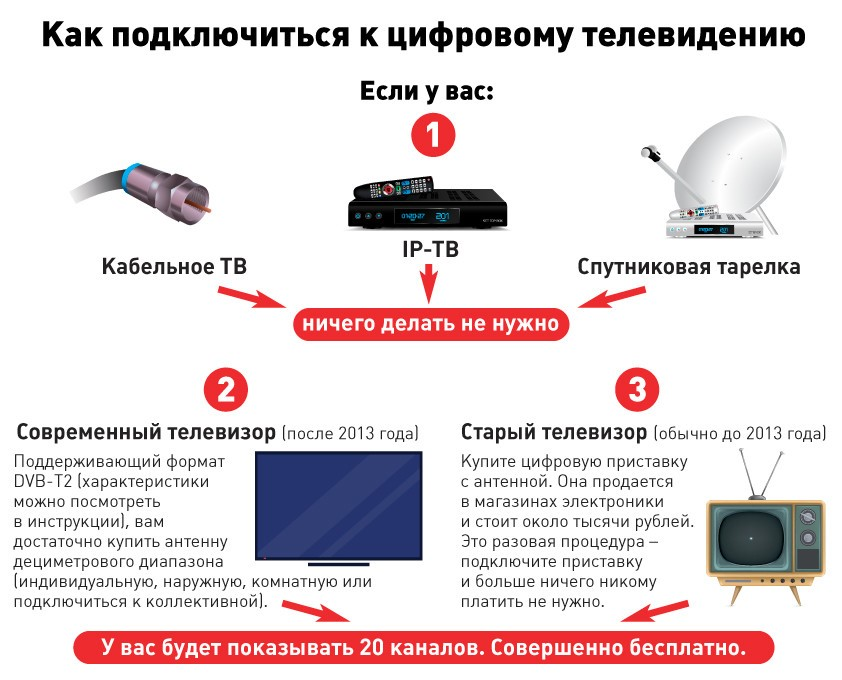 Как подключиться к цифровому телевидению
Если у вас:
1
Кабельное ТВ
IP-ТВ
Спутниковая тарелка
ничего делать не нужно
2
Современный телевизор (после 2013 года)
Поддерживающий формат
DVB-T2 (характеристики
можно посмотреть
в инструкции), вам
достаточно купить антенну
дециметрового диапазона
(индивидуальную, наружную, комнатную или
подключиться к коллективной).
3
Старый телевизор (обычно до 2013 года)
Купите цифровую приставку
с антенной. Она продается
в магазинах электроники
и стоит около тысячи рублей.
Это разовая процедура –
подключите приставку
и больше ничего никому
платить не нужно.
У вас будет показывать 20 каналов. Совершенно бесплатно.